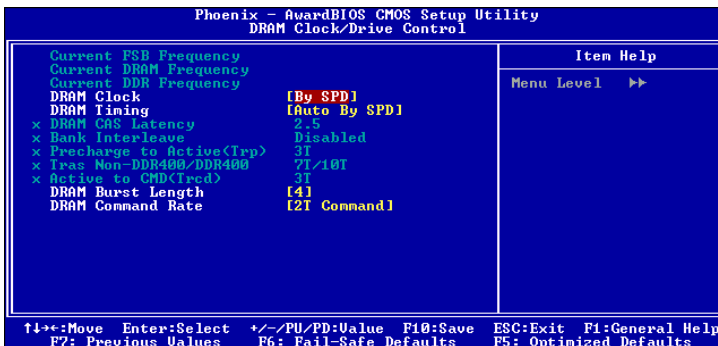 Phoenix - AwardBIOS CMOS Setup Utility
DRAM Clock/Drive Control
Current FSB Frequency
Current DRAM Frequency
Current DDR Frequency
DRAM Clock [By SPD]
DRAM Timing [Auto By SPD]
x DRAM CAS Latency 2.5
x Bank Interleave Disabled
x Precharge to Active(Trp) 3T
x Tras Non-DDR400/DDR400 7T/10T
x Active to CMD(Trcd) 3T
DRAM Burst Length [4]
DRAM Command Rate [2T Command]
Item Help
Menu Level ▸▸
↑↓→←:Move Enter:Select +/-/PU/PD:Value F10:Save ESC:Exit F1:General Help
F7: Previous Values F6: Fail-Safe Defaults F5: Optimized Defaults